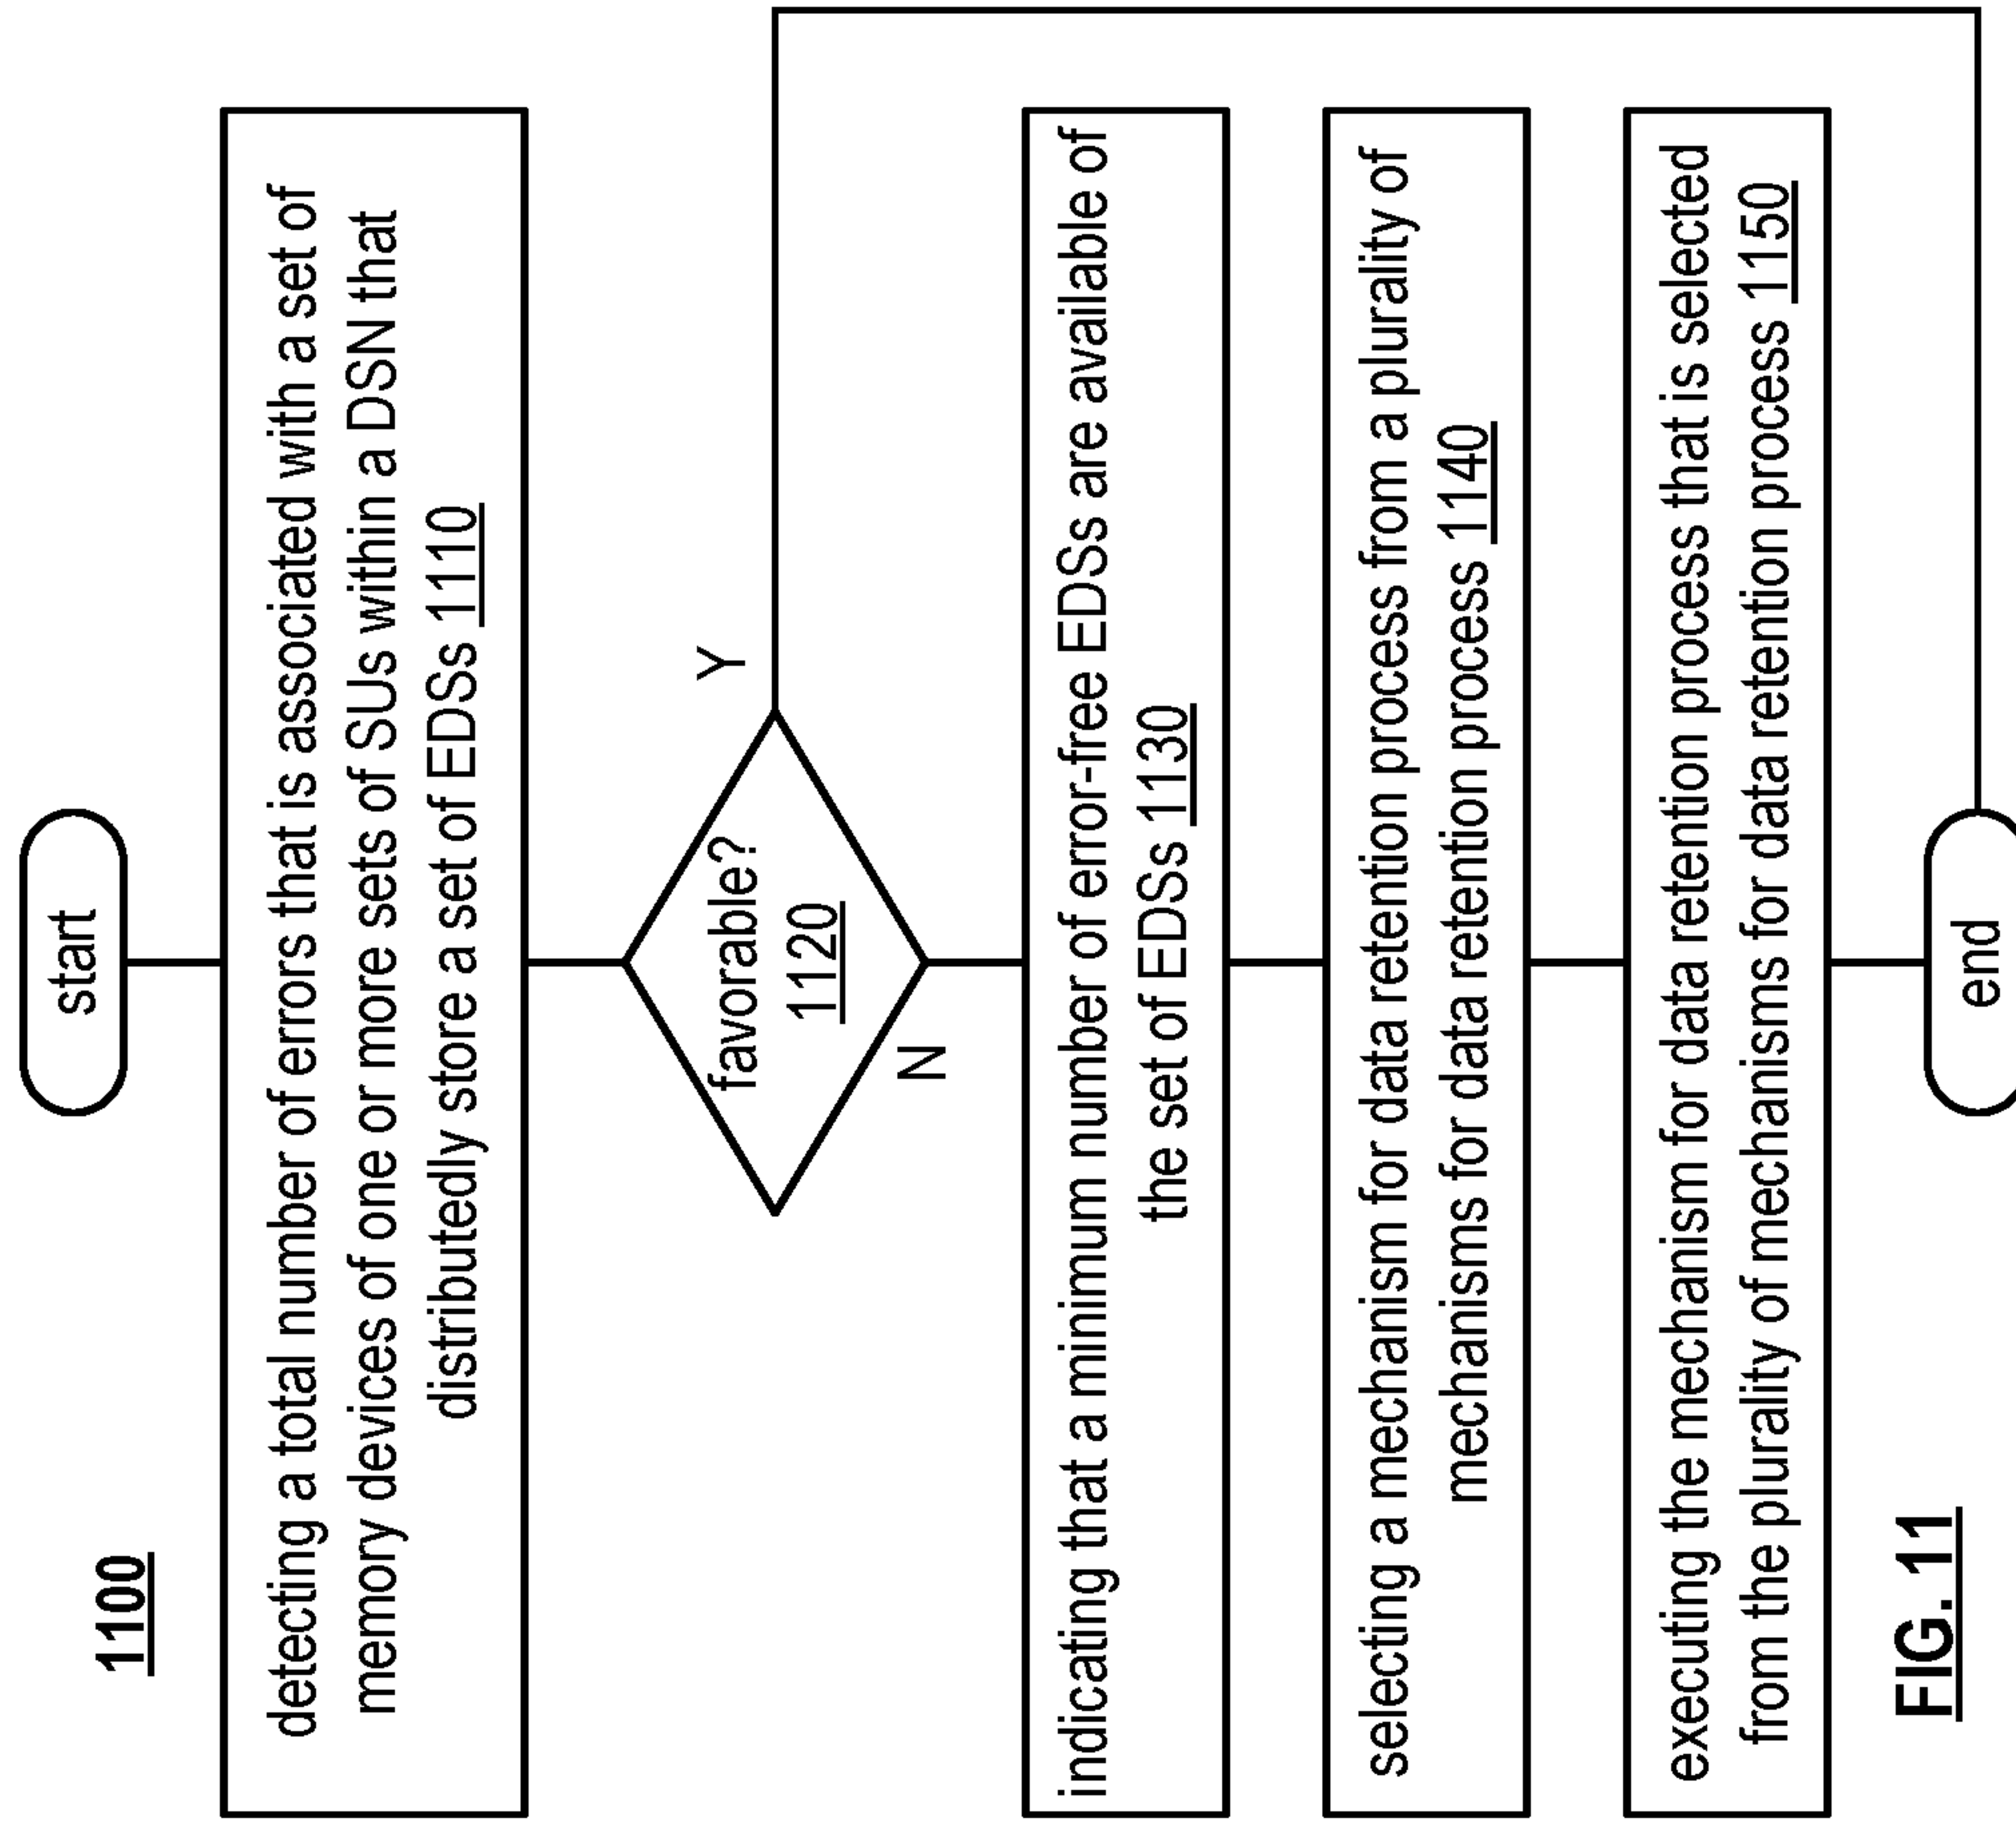 1100
start
detecting a total number of errors that is associated with a set of
memory devices of one or more sets of SUs within a DSN that
distributedly store a set of EDSs 1110
favorable?
1120
Y
N
indicating that a minimum number of error-free EDSs are available of
the set of EDSs 1130
selecting a mechanism for data retention process from a plurality of
mechanisms for data retention process 1140
executing the mechanism for data retention process that is selected
from the plurality of mechanisms for data retention process 1150
end
FIG. 11